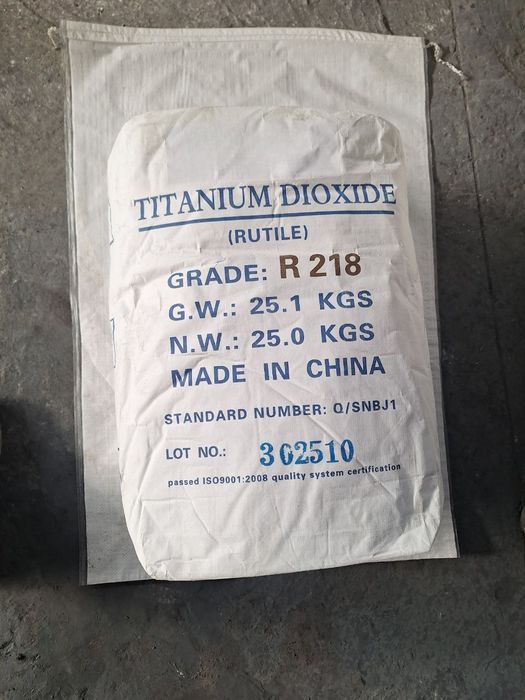 TITANIUM DIOXIDE
(RUTILE)
GRADE: R 218
G.W.: 25.1 KGS
N.W.: 25.0 KGS
MADE IN CHINA
STANDARD NUMBER: Q/SNBJ1
LOT NO.: 302510
passed ISO9001:2008 quality system certification